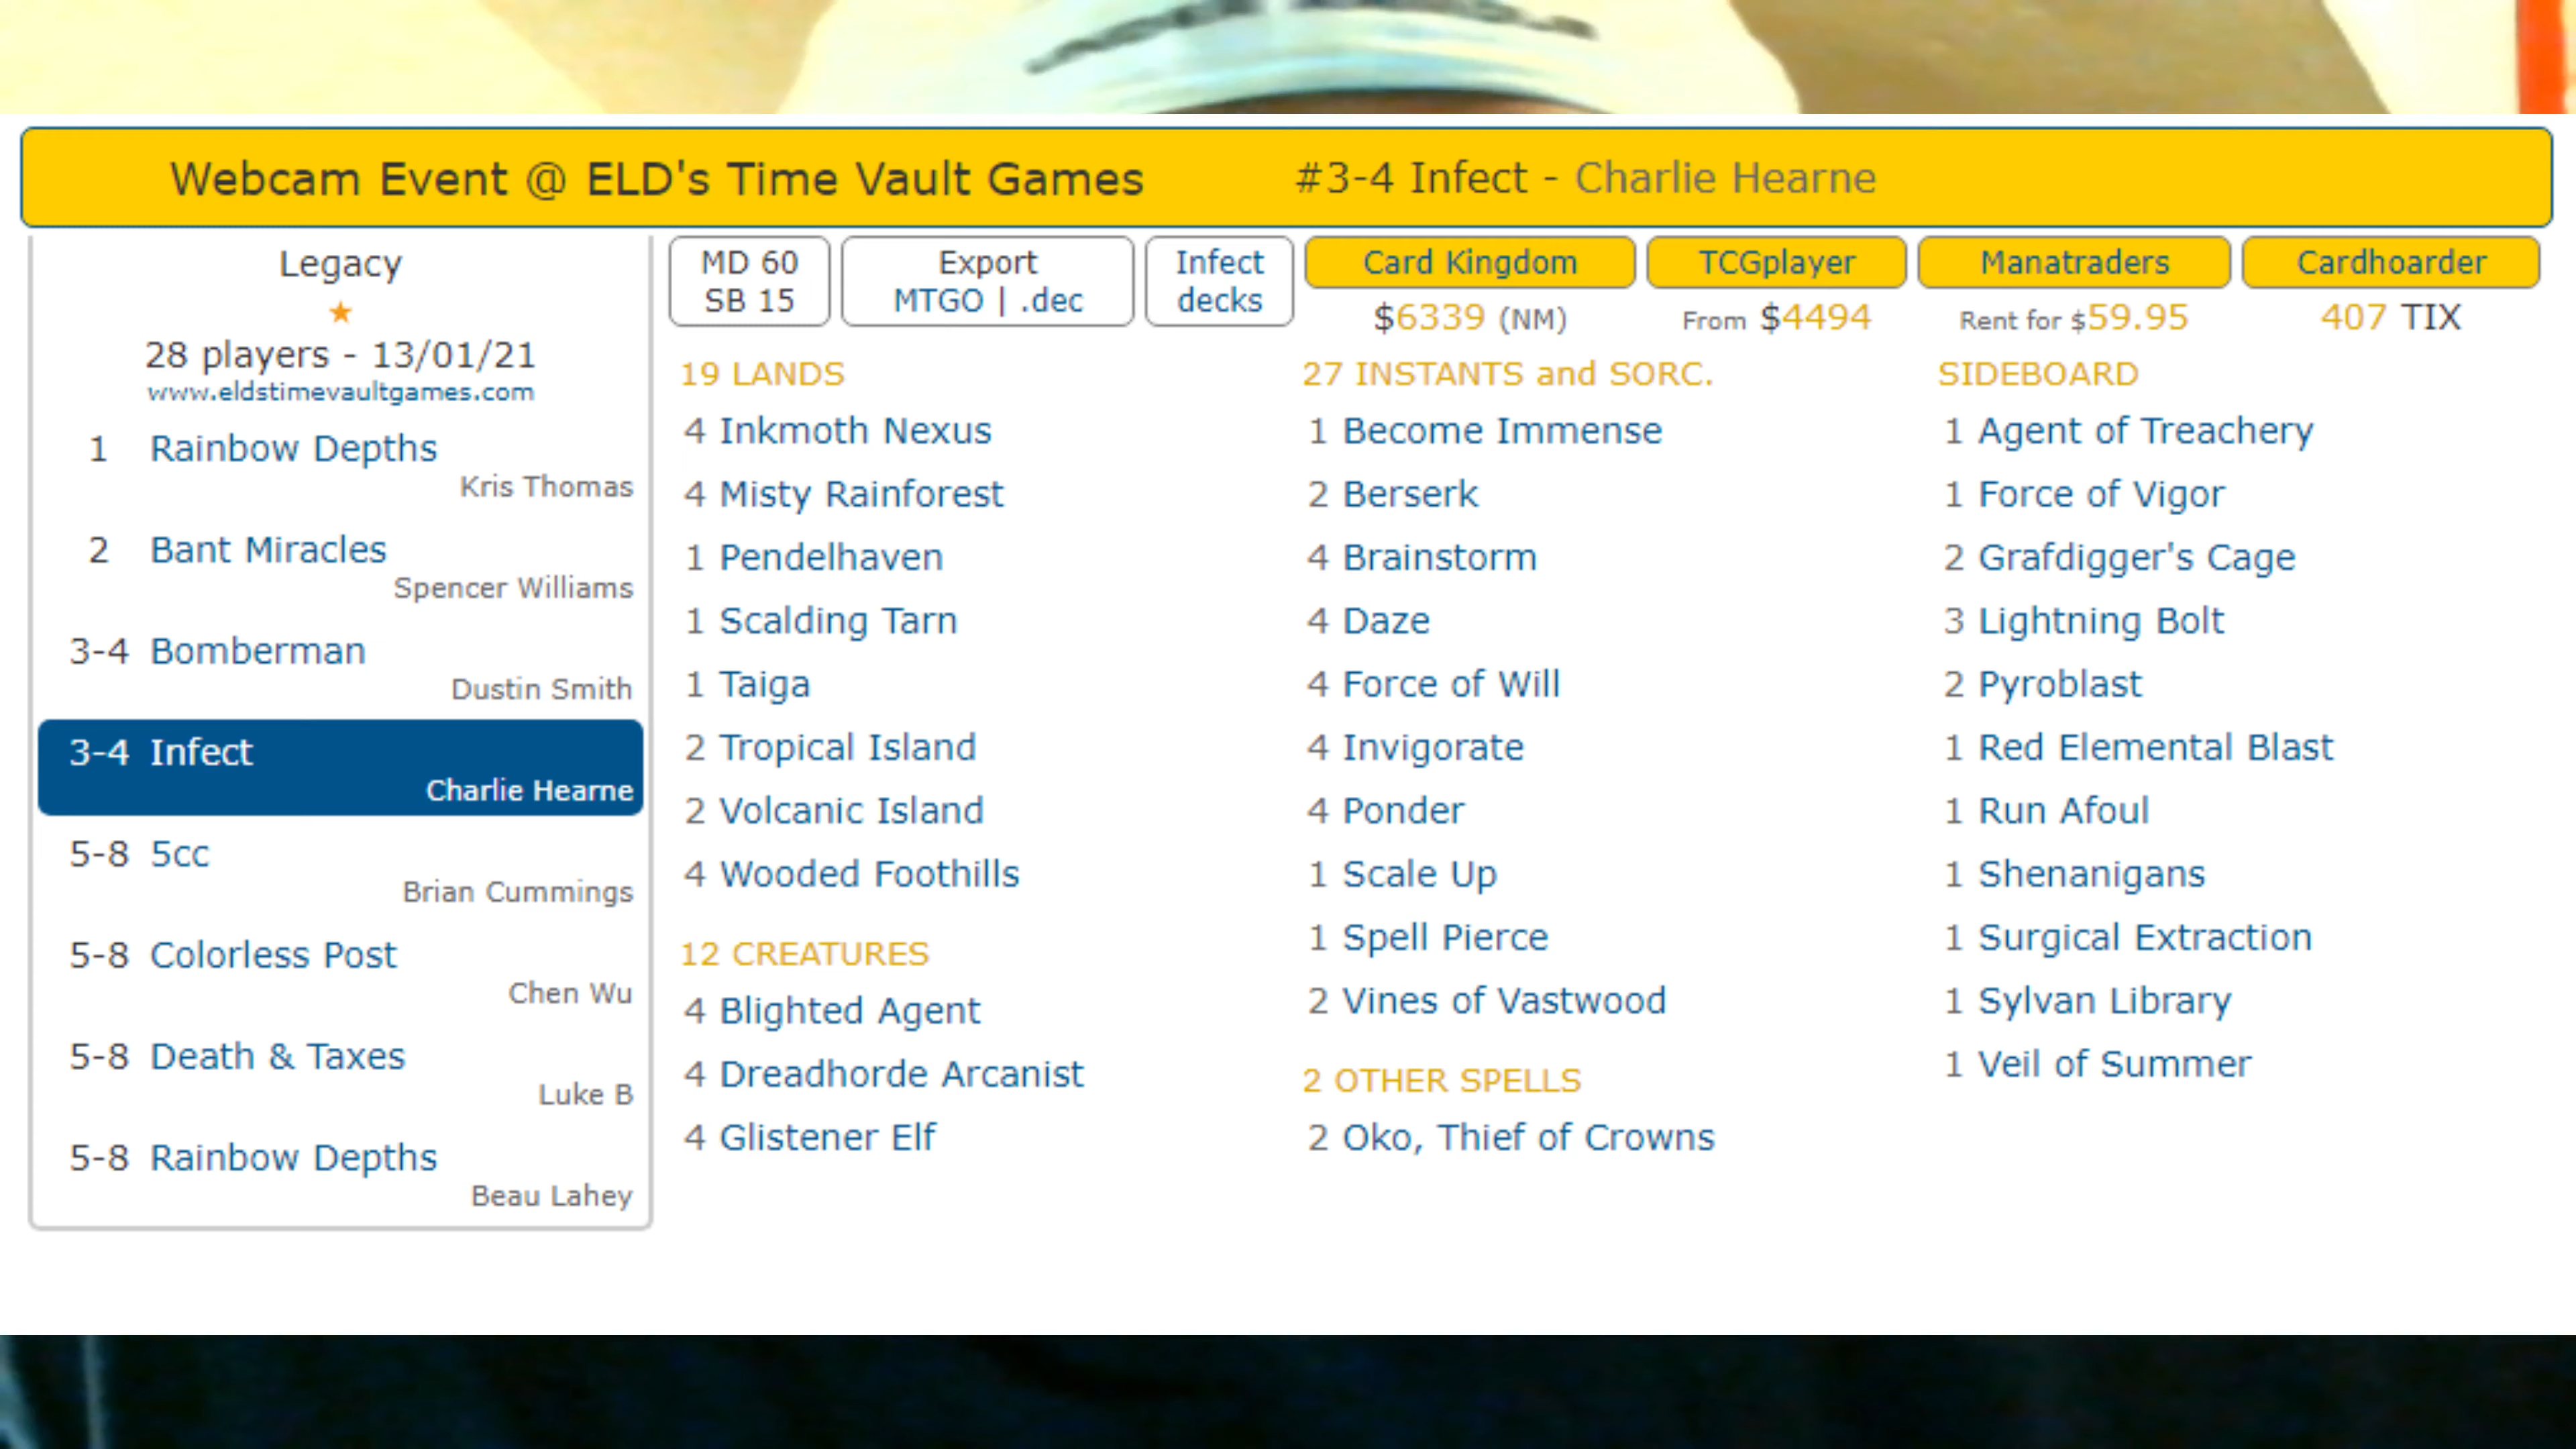 Webcam Event @ ELD's Time Vault Games
#3-4 Infect - Charlie Hearne
Legacy
★
28 players - 13/01/21
www.eldstimevaultgames.com
1 Rainbow Depths
Kris Thomas
2 Bant Miracles
Spencer Williams
3-4 Bomberman
Dustin Smith
3-4 Infect
Charlie Hearne
5-8 5cc
Brian Cummings
5-8 Colorless Post
Chen Wu
5-8 Death & Taxes
Luke B
5-8 Rainbow Depths
Beau Lahey
MD 60
SB 15
Export
MTGO | .dec
Infect
decks
Card Kingdom
$6339 (NM)
TCGplayer
From $4494
Manatraders
Rent for $59.95
Cardhoarder
407 TIX
19 LANDS
4 Inkmoth Nexus
4 Misty Rainforest
1 Pendelhaven
1 Scalding Tarn
1 Taiga
2 Tropical Island
2 Volcanic Island
4 Wooded Foothills
12 CREATURES
4 Blighted Agent
4 Dreadhorde Arcanist
4 Glistener Elf
27 INSTANTS and SORC.
1 Become Immense
2 Berserk
4 Brainstorm
4 Daze
4 Force of Will
4 Invigorate
4 Ponder
1 Scale Up
1 Spell Pierce
2 Vines of Vastwood
2 OTHER SPELLS
2 Oko, Thief of Crowns
SIDEBOARD
1 Agent of Treachery
1 Force of Vigor
2 Grafdigger's Cage
3 Lightning Bolt
2 Pyroblast
1 Red Elemental Blast
1 Run Afoul
1 Shenanigans
1 Surgical Extraction
1 Sylvan Library
1 Veil of Summer